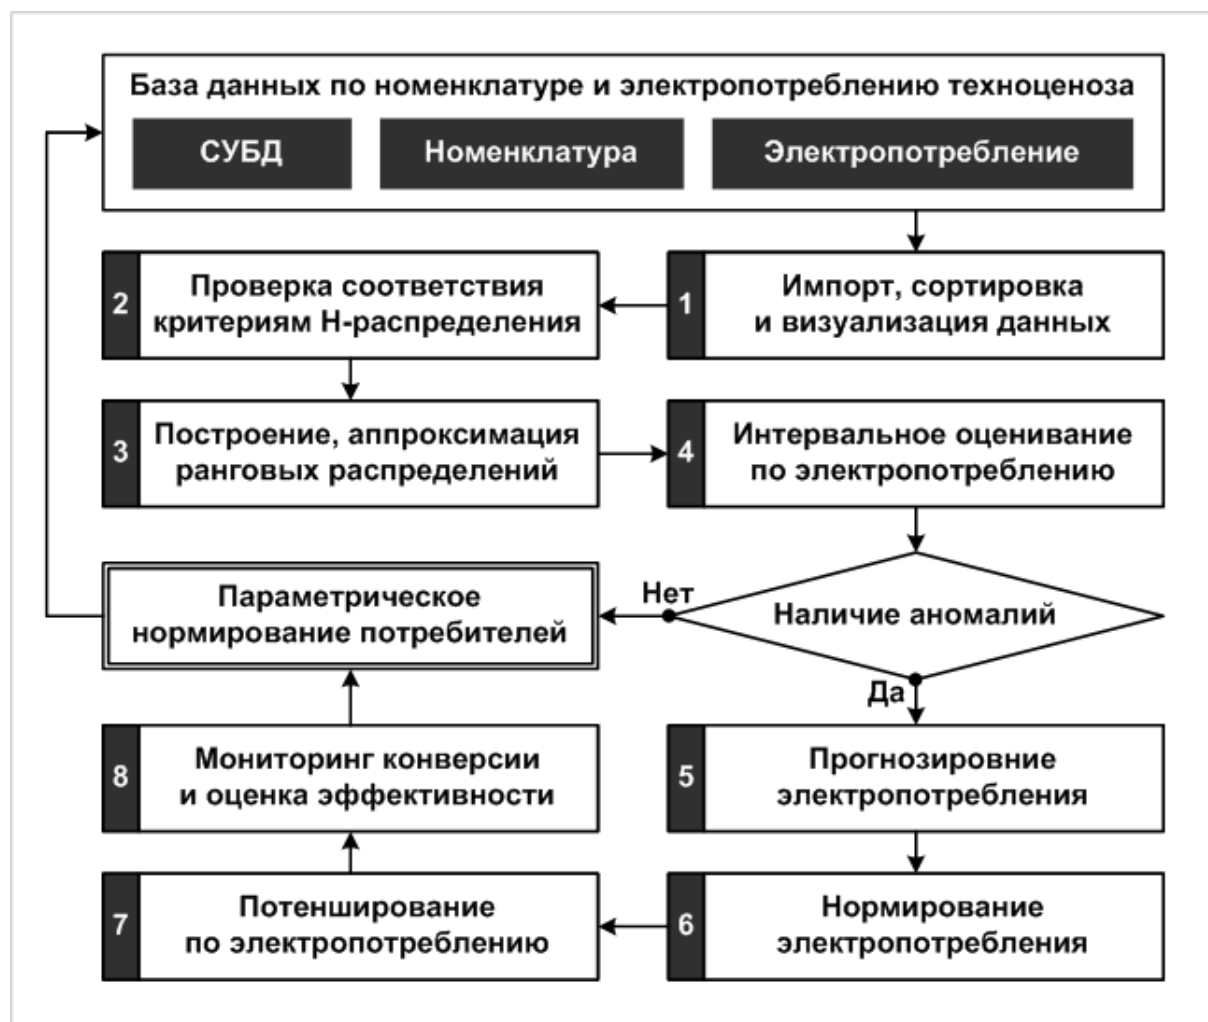 База данных по номенклатуре и электропотреблению техноценоза
СУБД
Номенклатура
Электропотребление
1
Импорт, сортировка
и визуализация данных
2
Проверка соответствия
критериям Н-распределения
3
Построение, аппроксимация
ранговых распределений
4
Интервальное оценивание
по электропотреблению
Наличие аномалий
Нет
Параметрическое
нормирование потребителей
Да
5
Прогнозировние
электропотребления
6
Нормирование
электропотребления
7
Потенширование
по электропотреблению
8
Мониторинг конверсии
и оценка эффективности